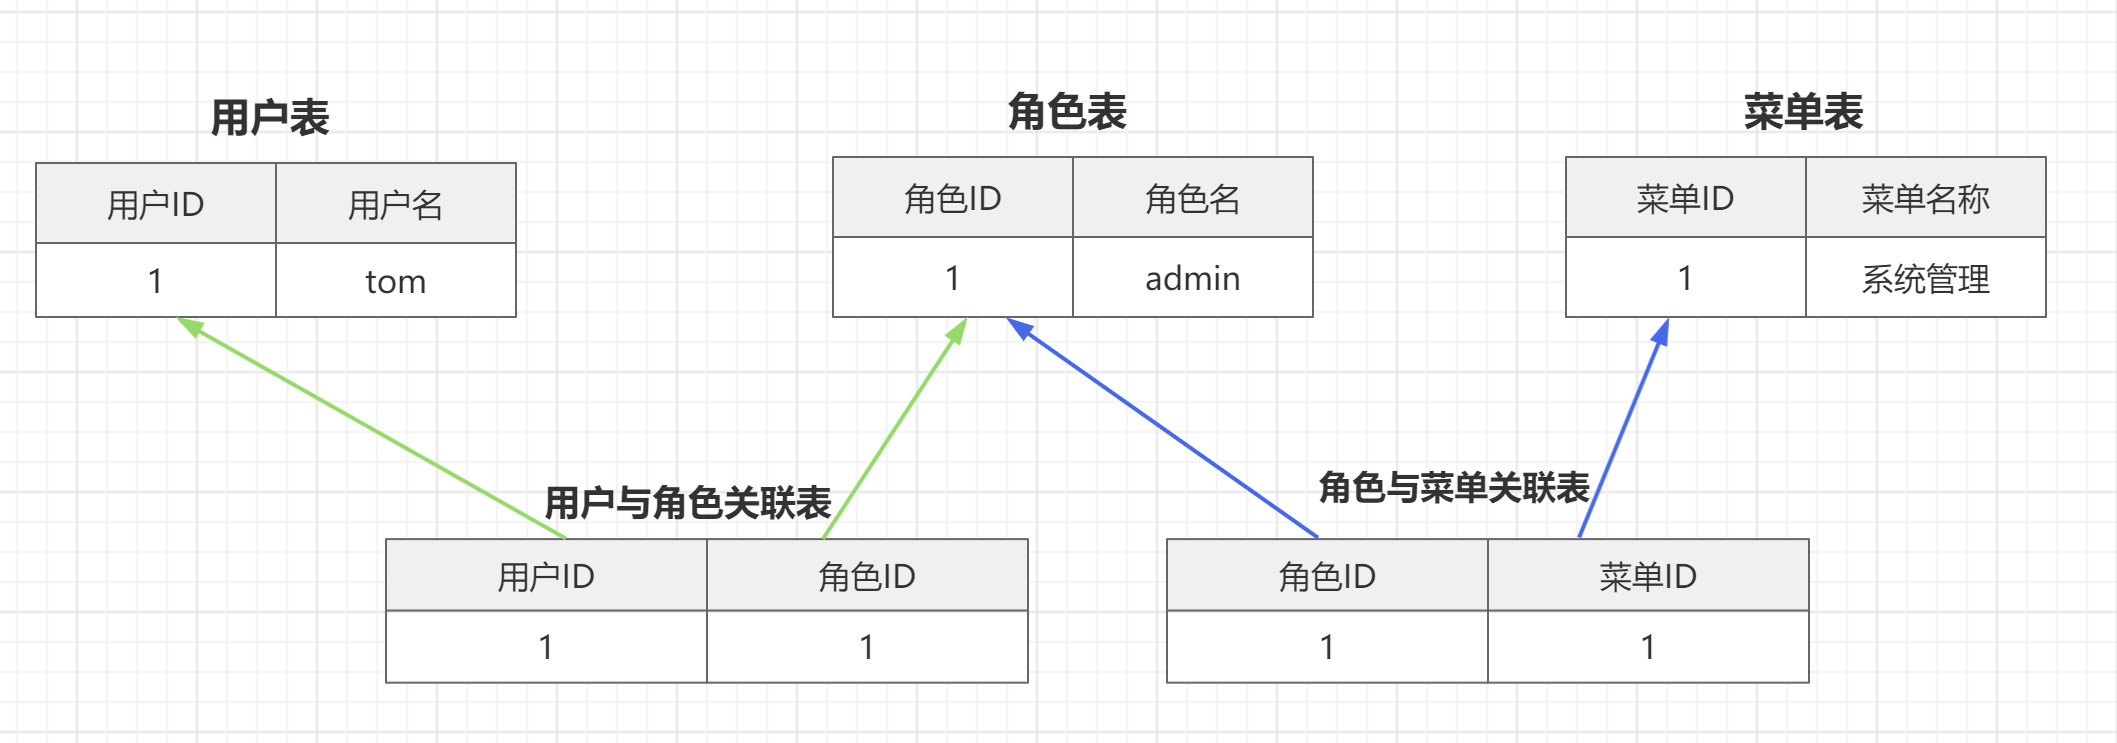 用户表
用户ID 用户名
1 tom
角色表
角色ID 角色名
1 admin
菜单表
菜单ID 菜单名称
1 系统管理
用户与角色关联表
用户ID 角色ID
1 1
角色与菜单关联表
角色ID 菜单ID
1 1